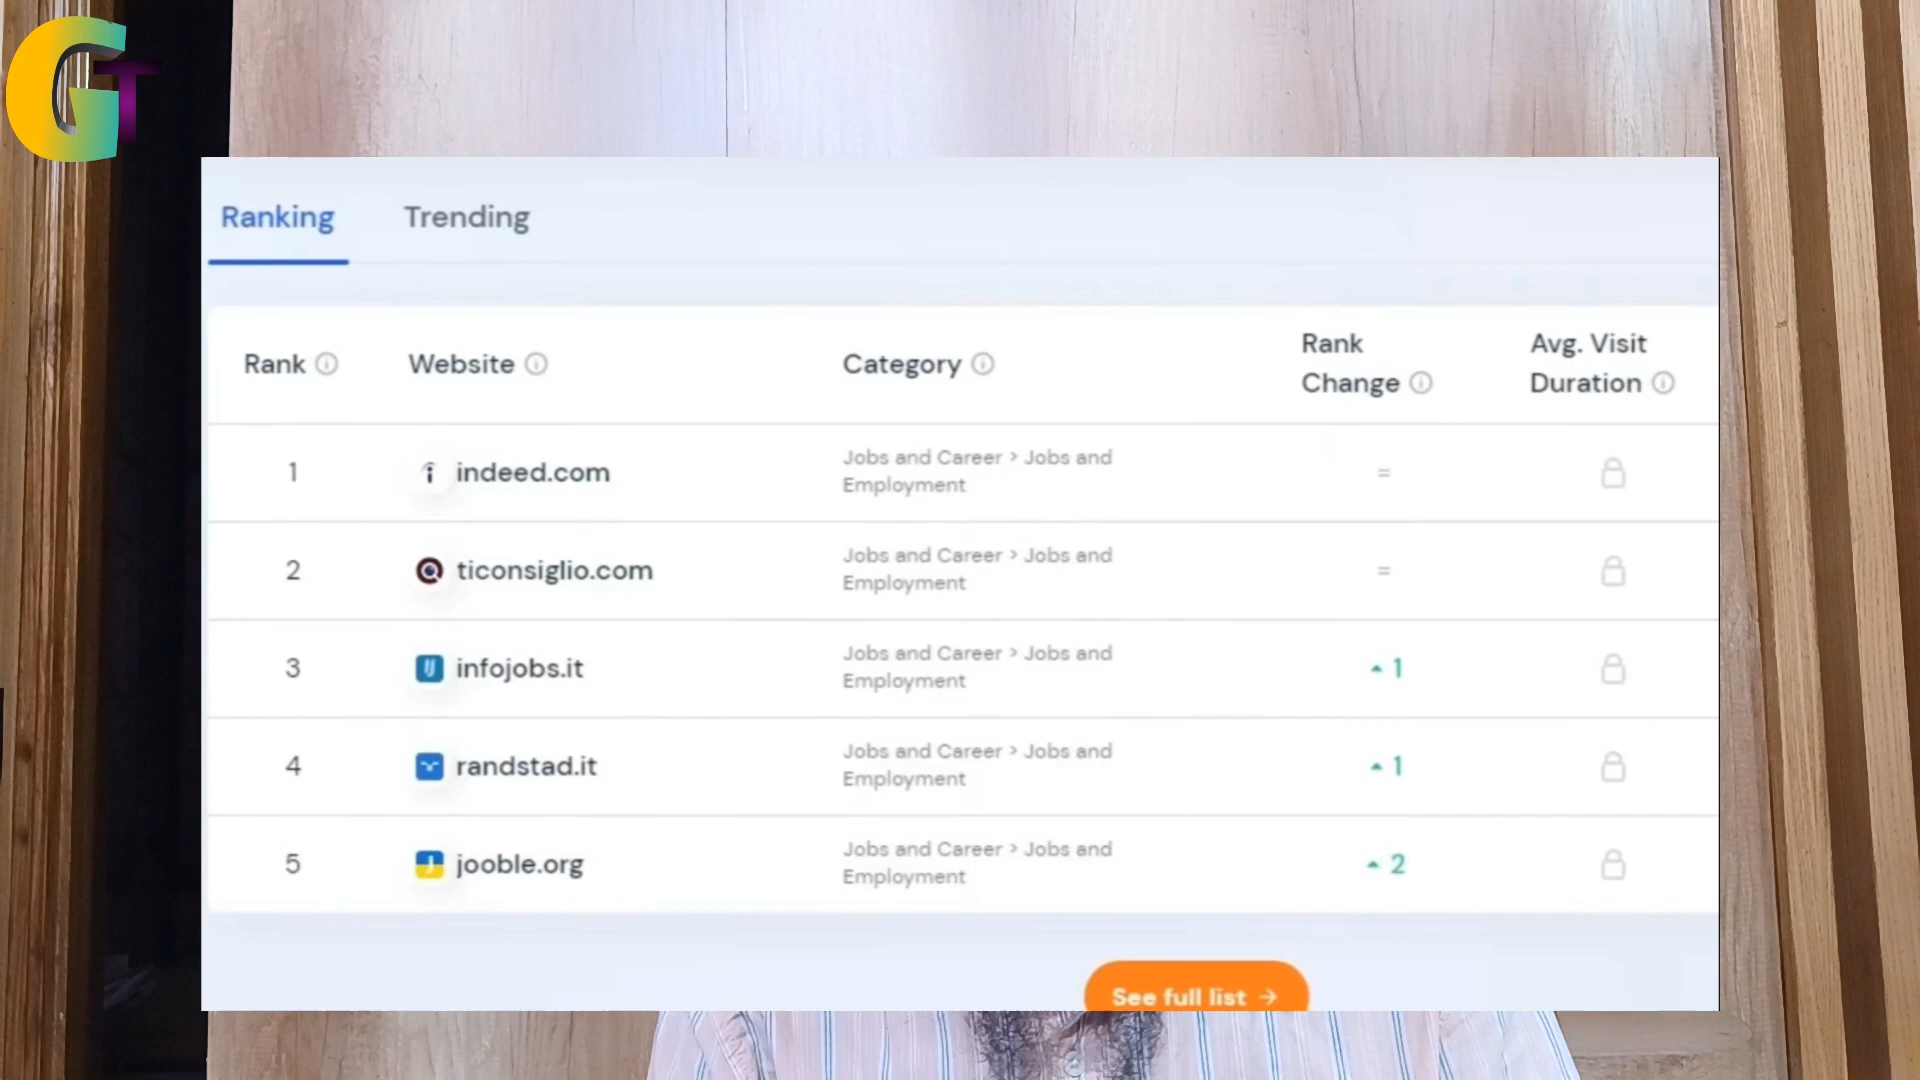 GT
Ranking Trending
Rank Website Category Rank Change Avg. Visit Duration
1 indeed.com Jobs and Career > Jobs and Employment =
2 ticonsiglio.com Jobs and Career > Jobs and Employment =
3 infojobs.it Jobs and Career > Jobs and Employment 1
4 randstad.it Jobs and Career > Jobs and Employment 1
5 jooble.org Jobs and Career > Jobs and Employment 2
See full list →